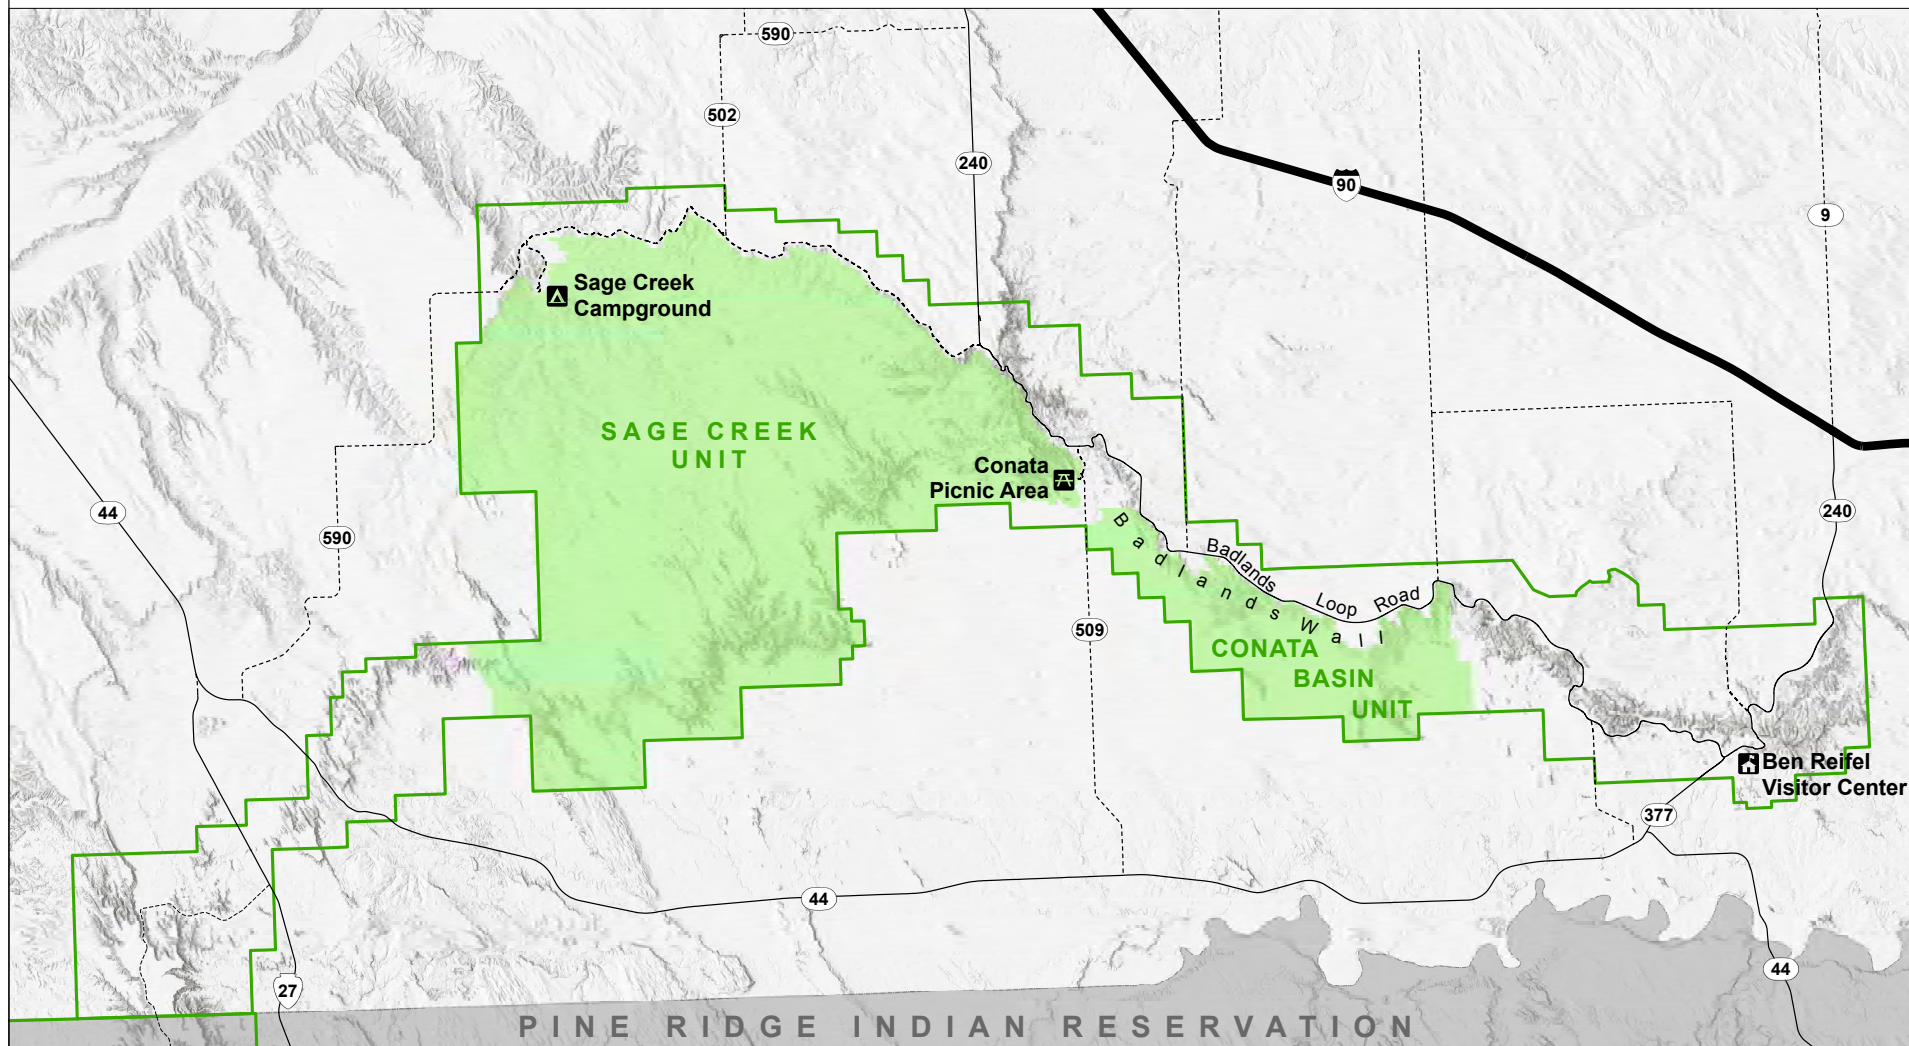 590
502
240
90
9
Sage Creek
Campground
SAGE CREEK
UNIT
Conata
Picnic Area
44
590
240
Badlands Wall
Badlands Loop Road
509
CONATA
BASIN
UNIT
Ben Reifel
Visitor Center
377
44
44
27
PINE RIDGE INDIAN RESERVATION